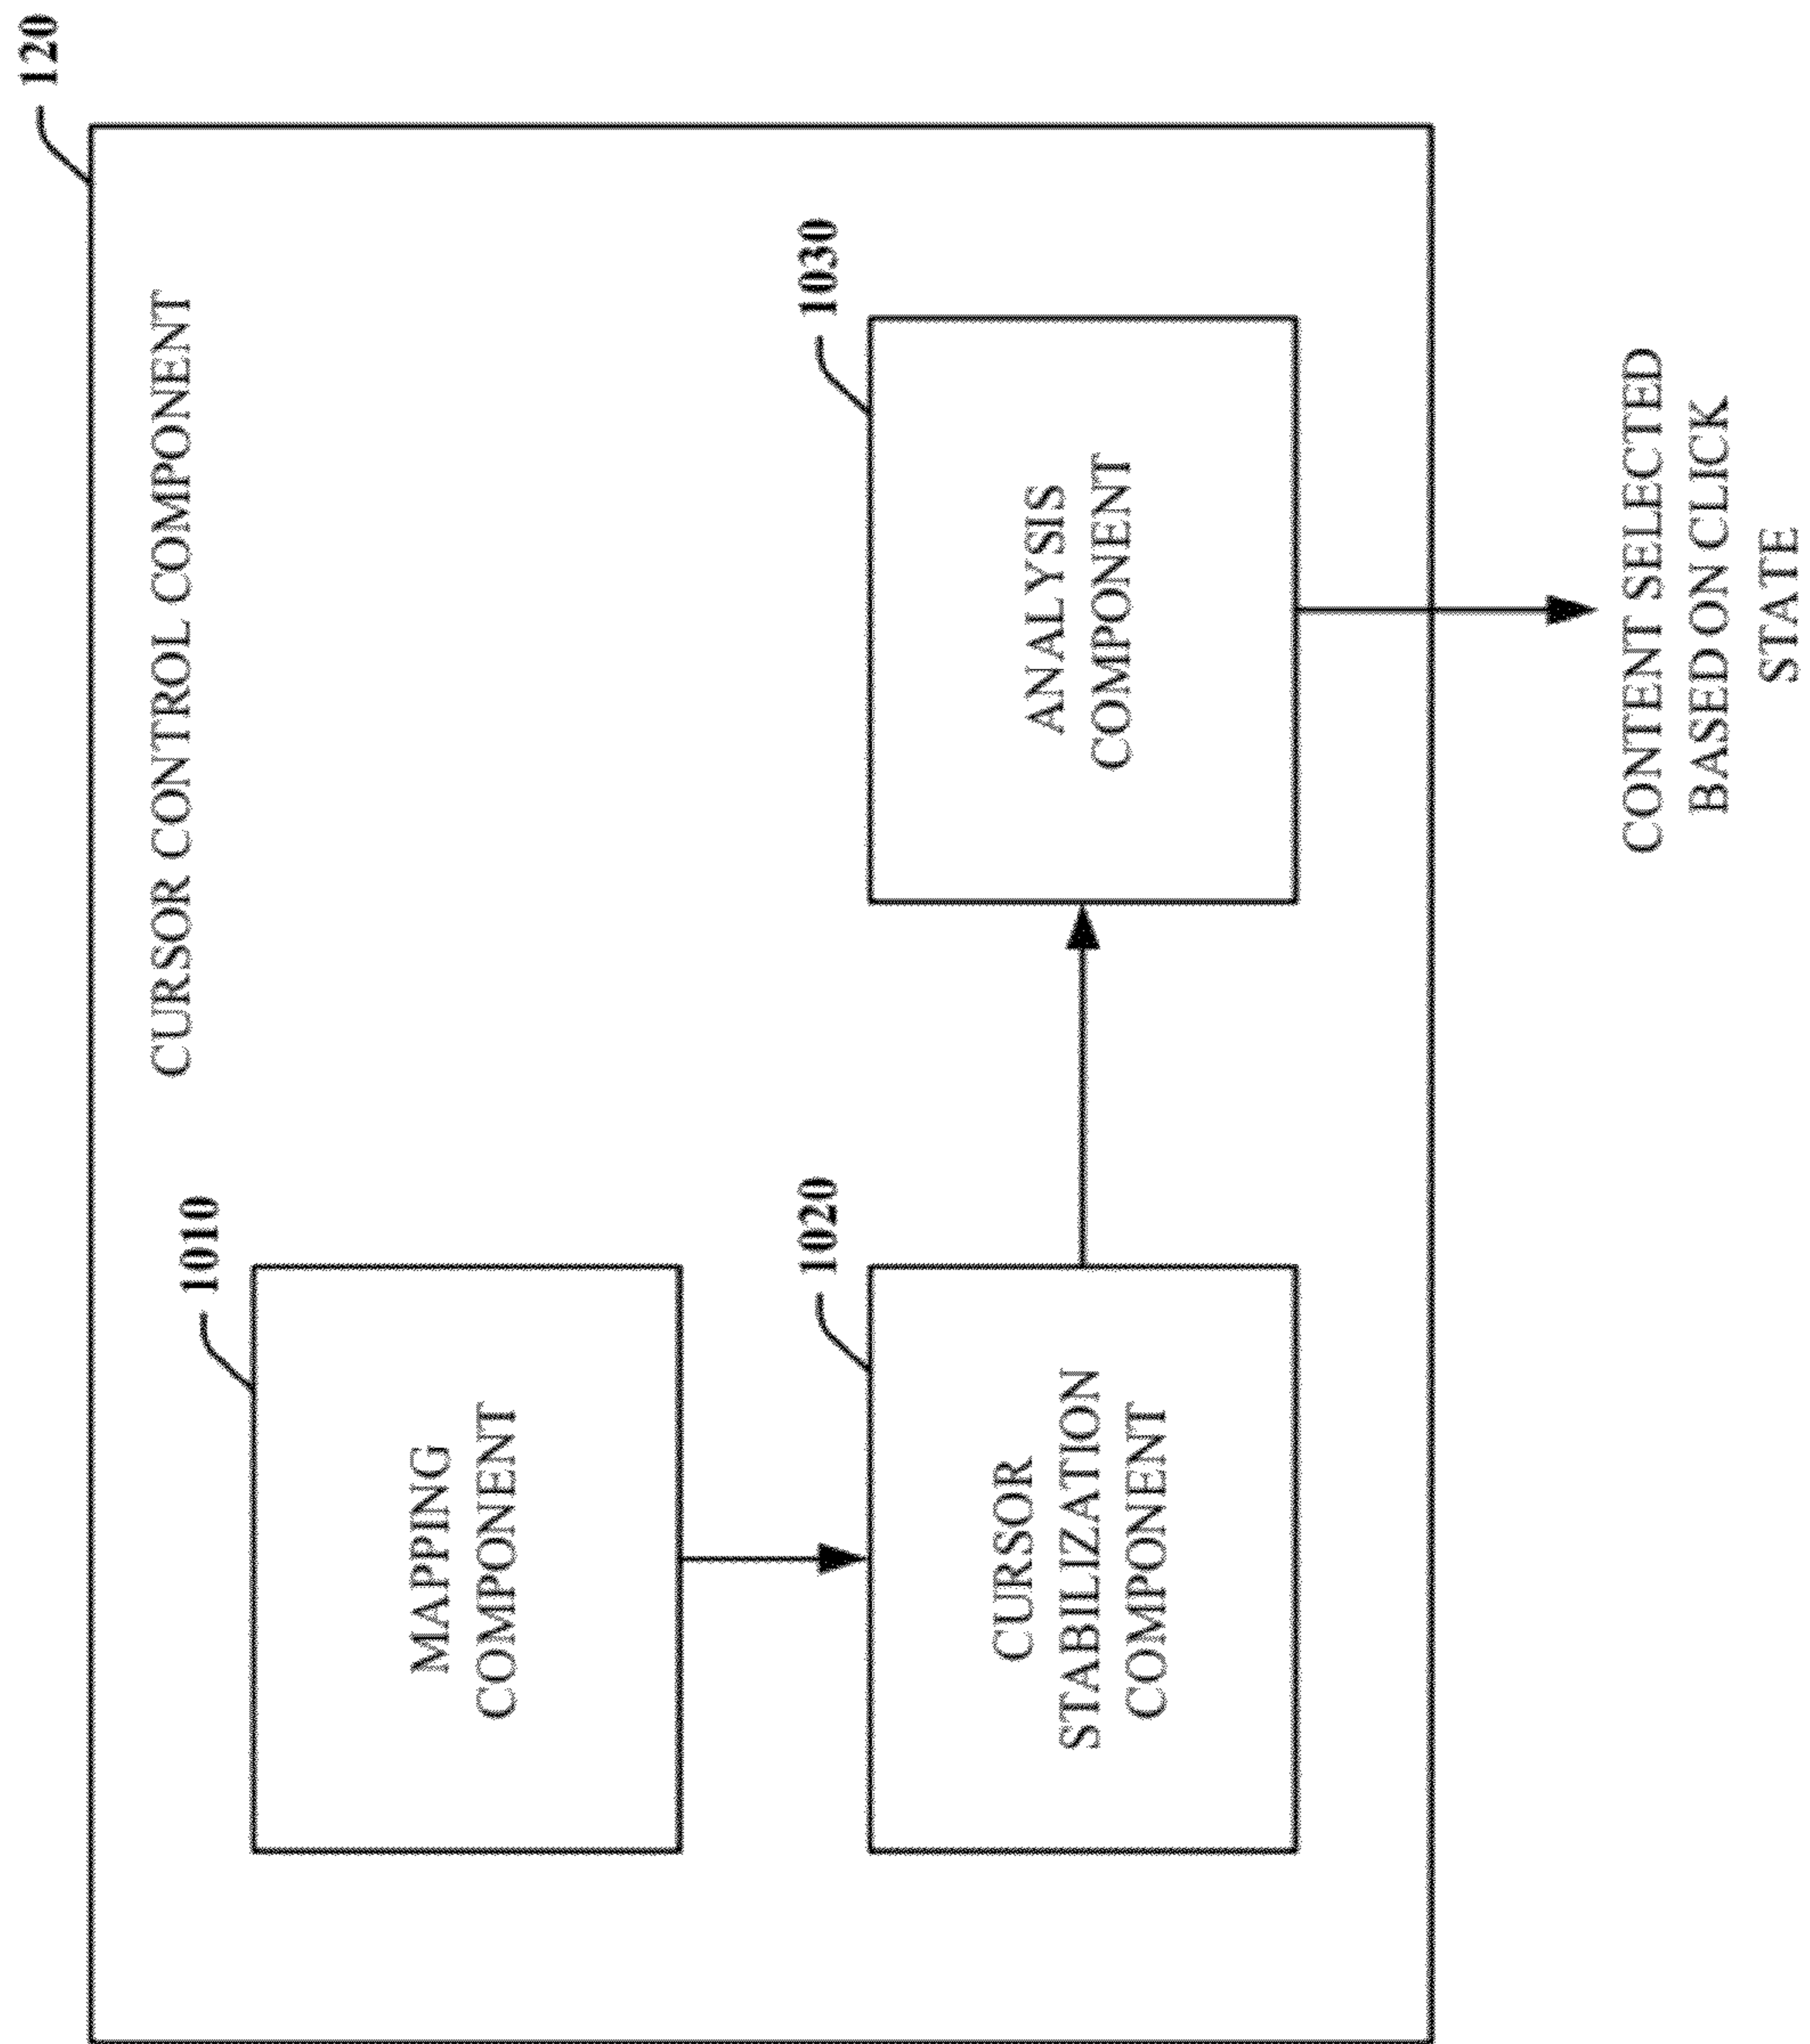 120
CURSOR CONTROL COMPONENT
1010
MAPPING
COMPONENT
1020
CURSOR
STABILIZATION
COMPONENT
1030
ANALYSIS
COMPONENT
CONTENT SELECTED
BASED ON CLICK
STATE